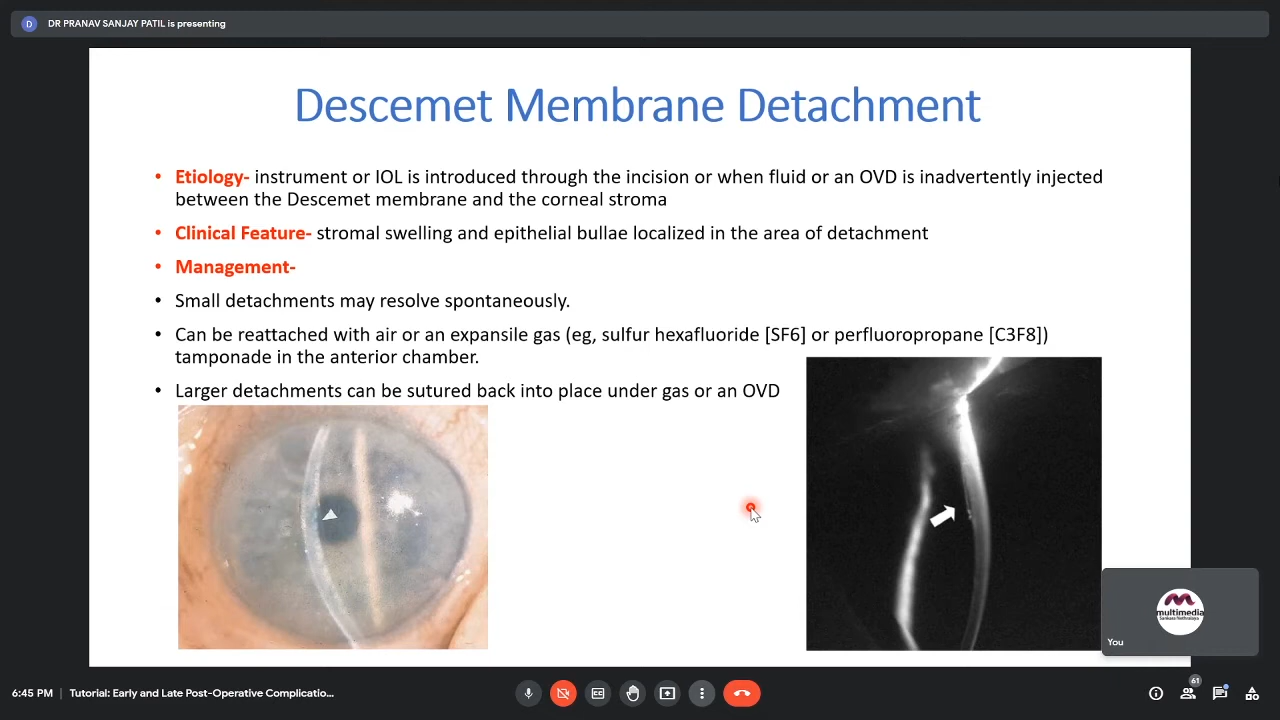 D DR PRANAV SANJAY PATIL is presenting
Descemet Membrane Detachment
• Etiology- instrument or IOL is introduced through the incision or when fluid or an OVD is inadvertently injected
between the Descemet membrane and the corneal stroma
• Clinical Feature- stromal swelling and epithelial bullae localized in the area of detachment
• Management-
• Small detachments may resolve spontaneously.
• Can be reattached with air or an expansile gas (eg, sulfur hexafluoride [SF6] or perfluoropropane [C3F8])
tamponade in the anterior chamber.
• Larger detachments can be sutured back into place under gas or an OVD
multimedia
Sankara Nethralaya
You
6:45 PM | Tutorial: Early and Late Post-Operative Complicatio...
61